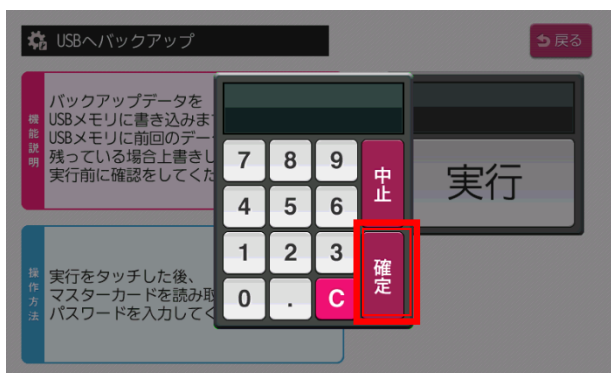 USBへバックアップ
戻る
機能説明
バックアップデータを
USBメモリに書き込みま
USBメモリに前回のデー
残っている場合上書きし
実行前に確認をしてくた
実行
7 8 9
中止
4 5 6
1 2 3
確定
0 . C
操作方法
実行をタッチした後、
マスターカードを読み取
パスワードを入力してく